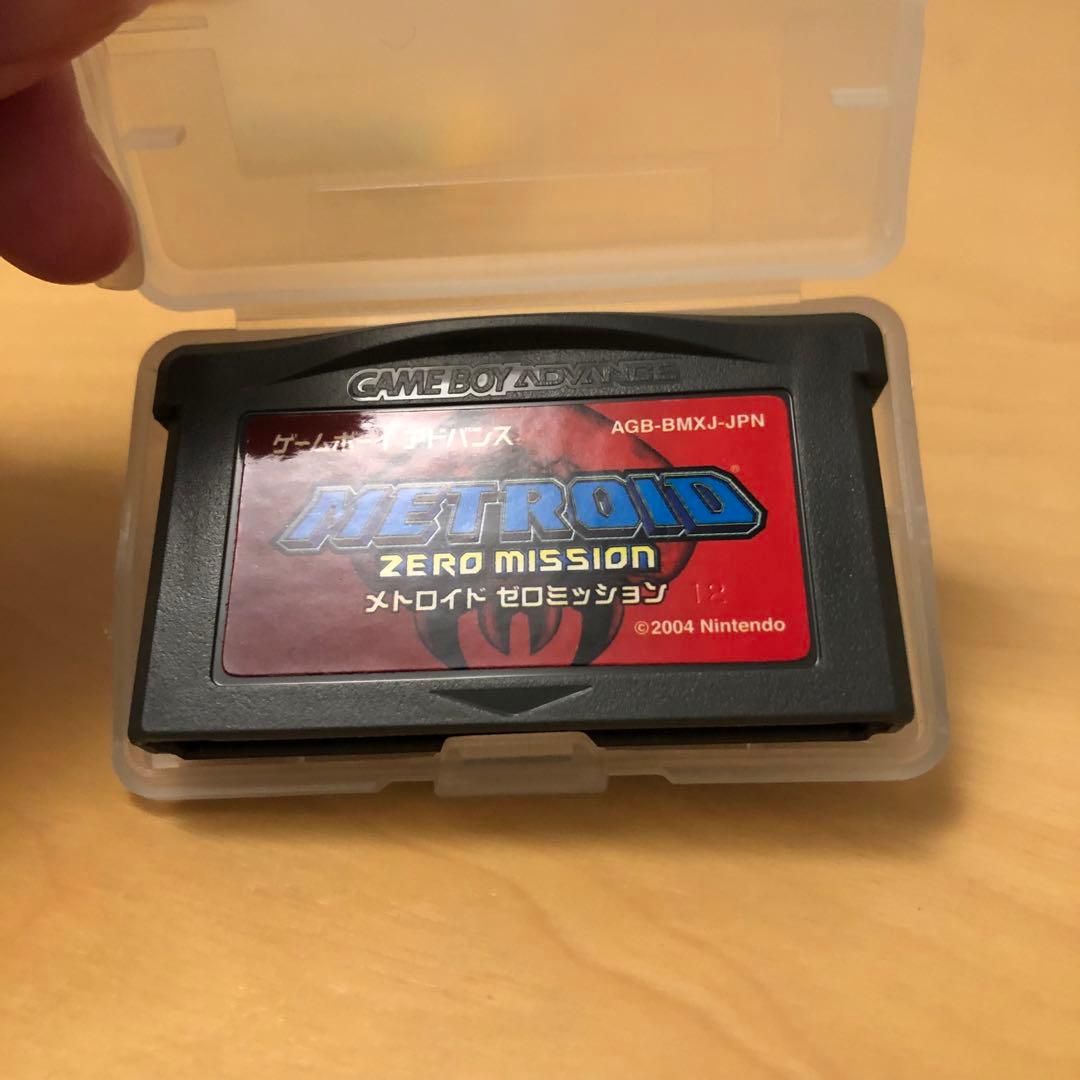 GAME BOY ADVANCE
ゲームボーイ アドバンス
AGB-BMXJ-JPN
METROID®
ZERO MISSION
メトロイド ゼロミッション
12
©2004 Nintendo